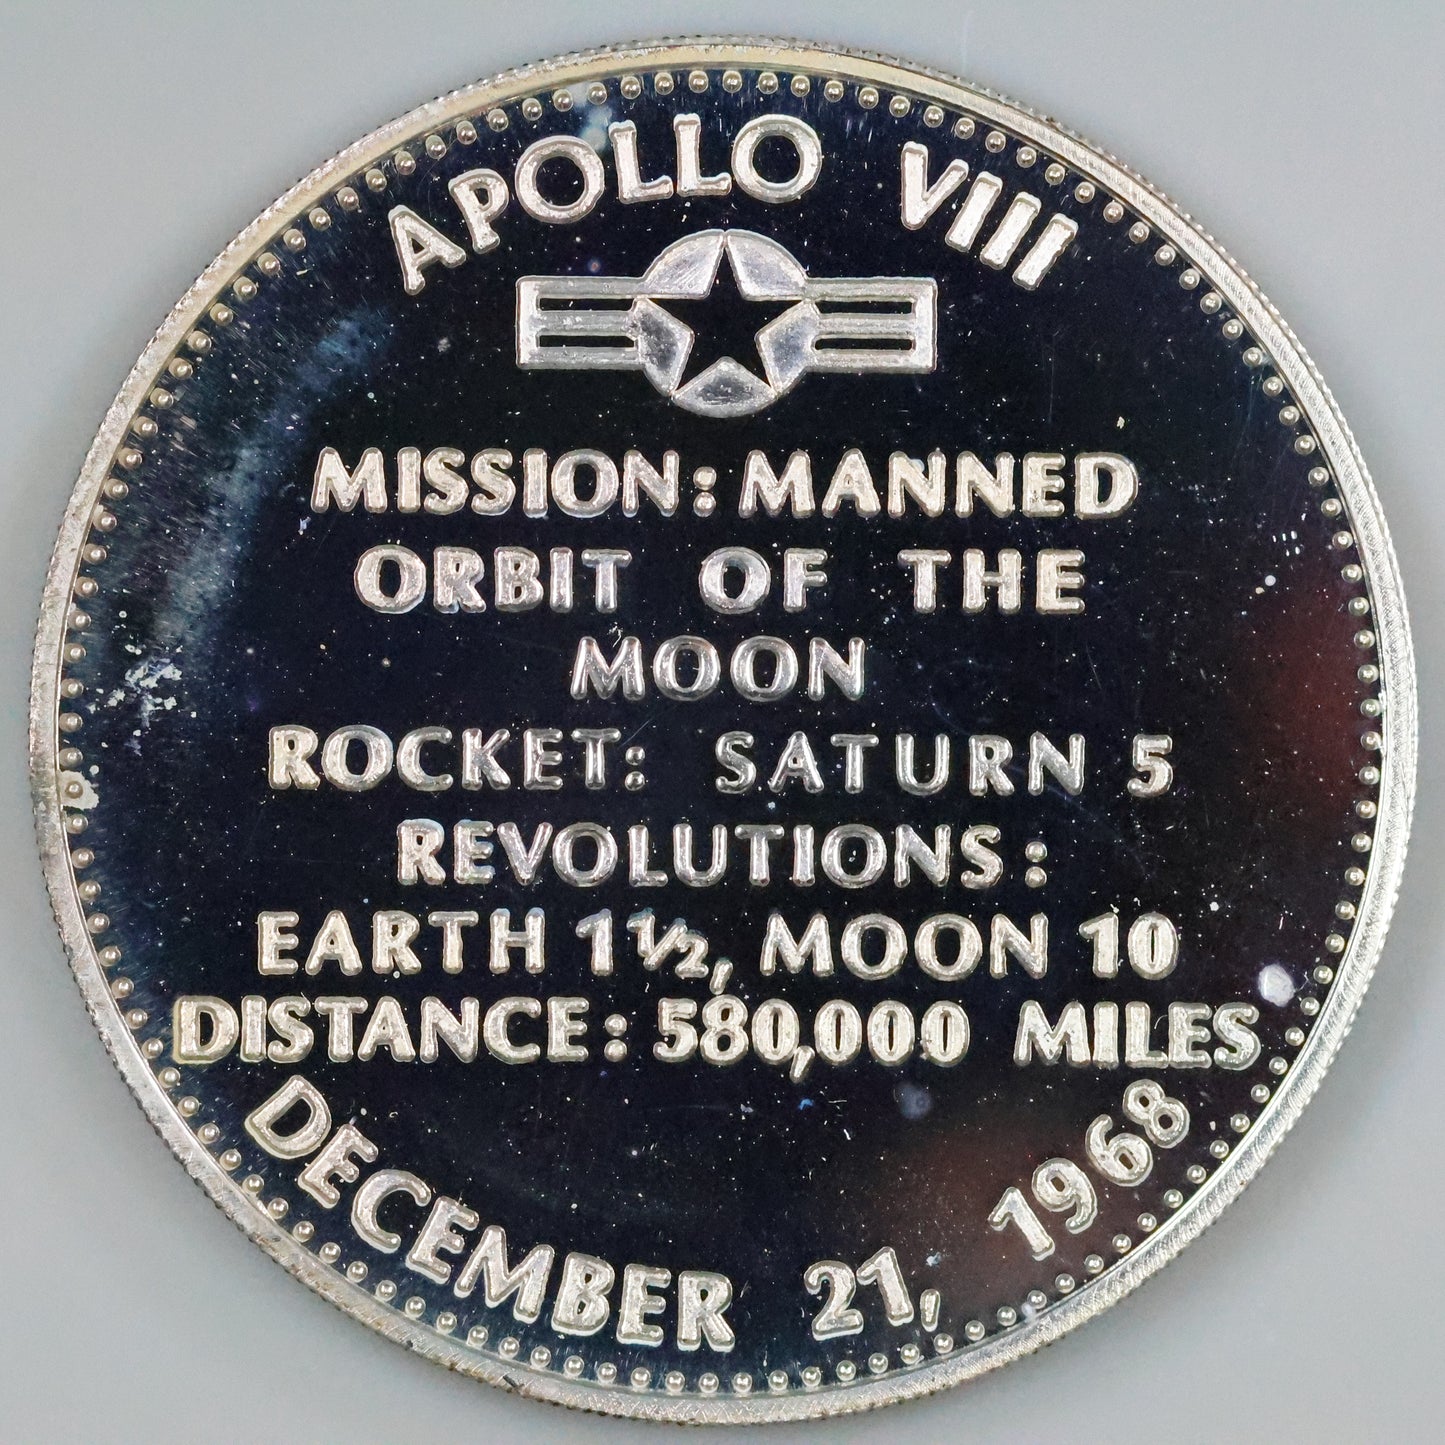 APOLLO VIII
MISSION: MANNED
ORBIT OF THE
MOON
ROCKET: SATURN 5
REVOLUTIONS:
EARTH 1½, MOON 10
DISTANCE: 580,000 MILES
DECEMBER 21, 1968